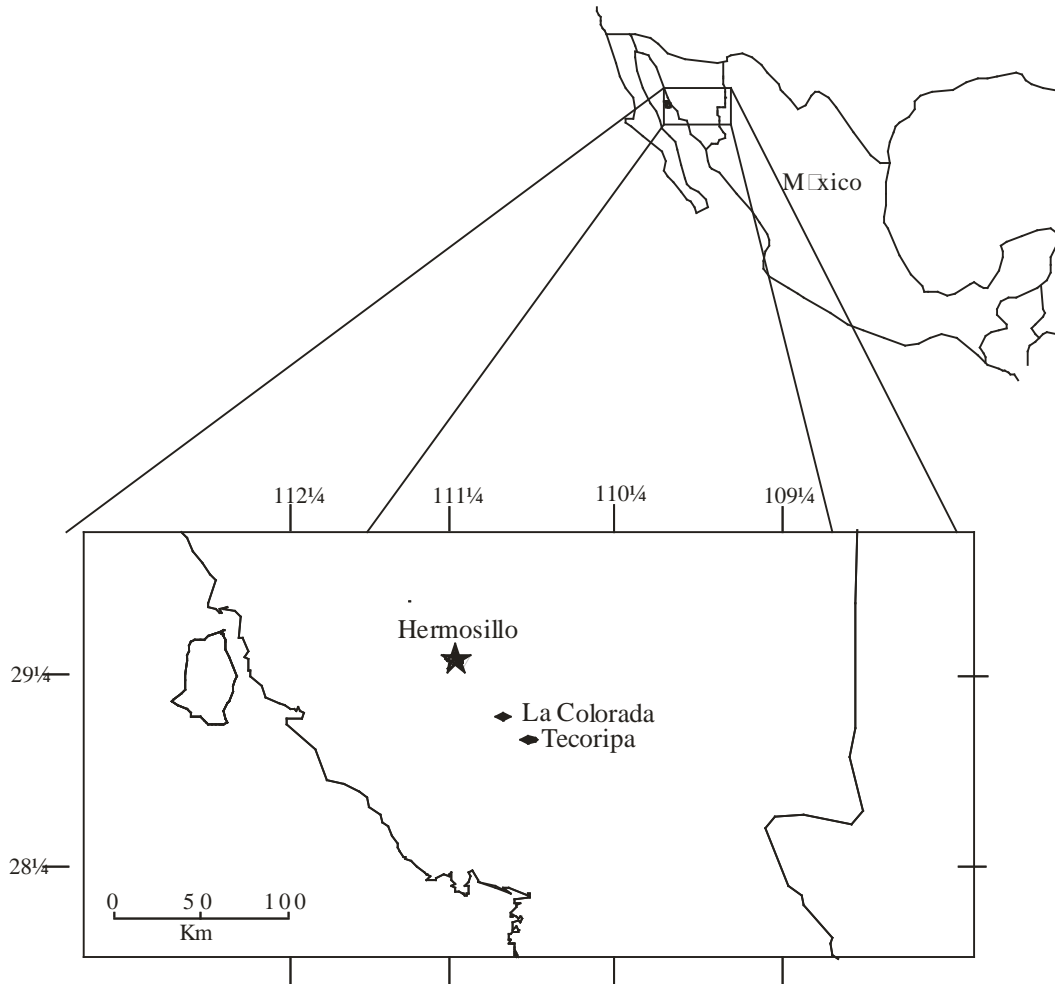 M□xico
112¼ 111¼ 110¼ 109¼
Hermosillo
29¼
La Colorada
Tecoripa
28¼
0 50 100
Km